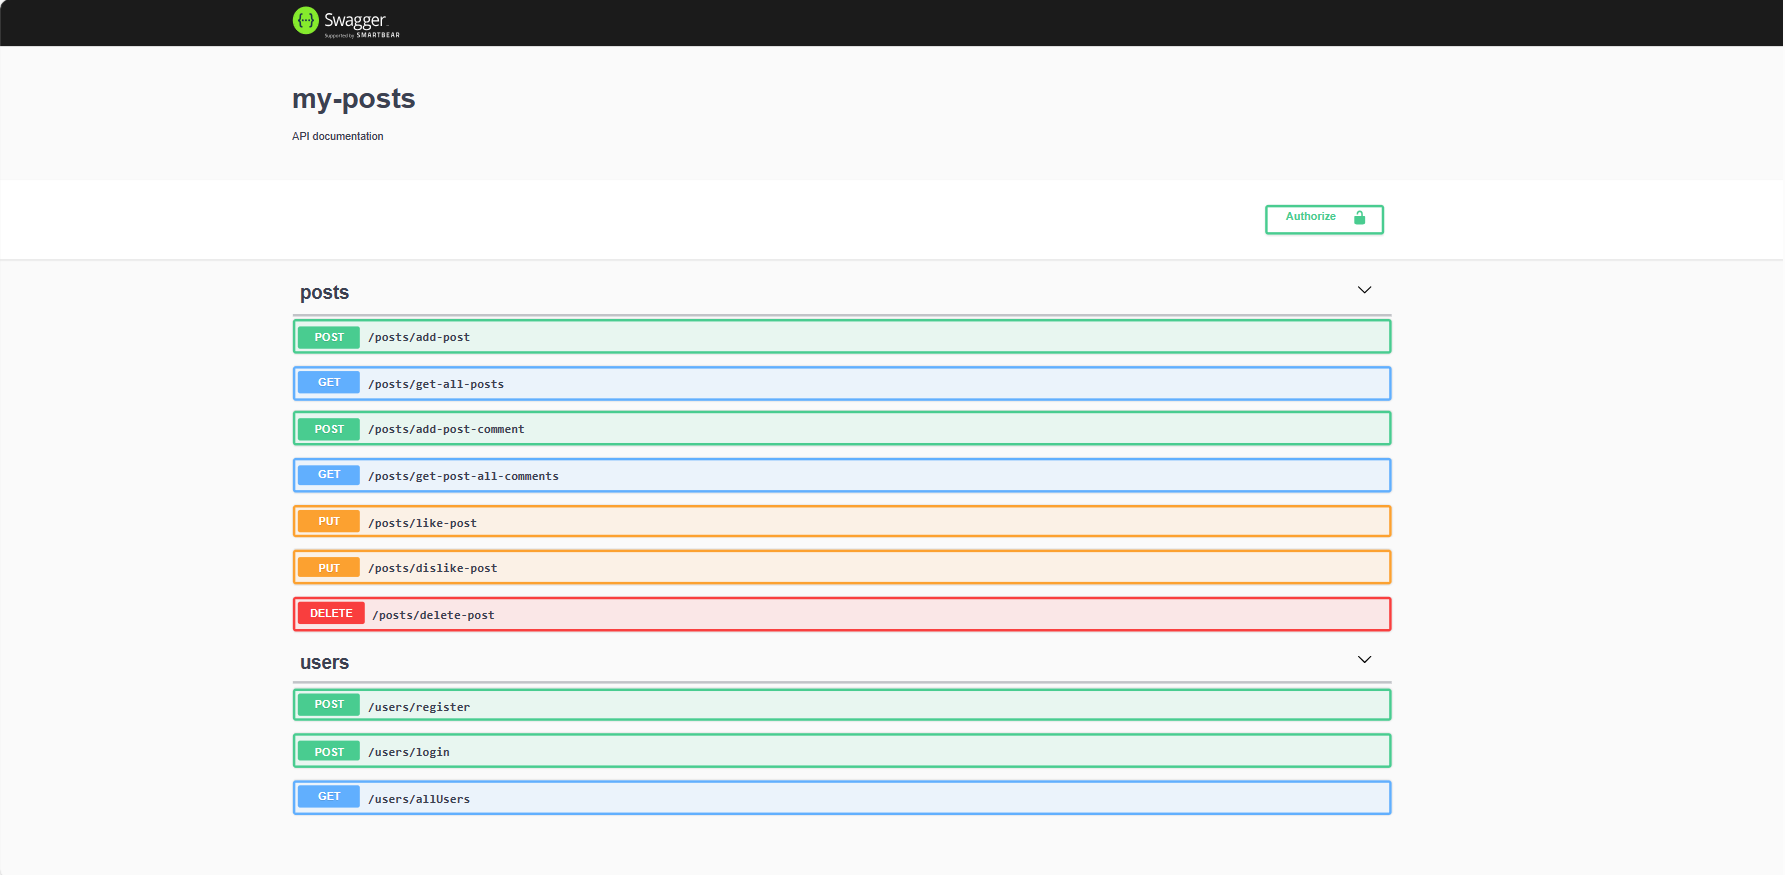 Swagger
Supported by SMARTBEAR
my-posts
API documentation
Authorize
posts
POST /posts/add-post
GET /posts/get-all-posts
POST /posts/add-post-comment
GET /posts/get-post-all-comments
PUT /posts/like-post
PUT /posts/dislike-post
DELETE /posts/delete-post
users
POST /users/register
POST /users/login
GET /users/allUsers